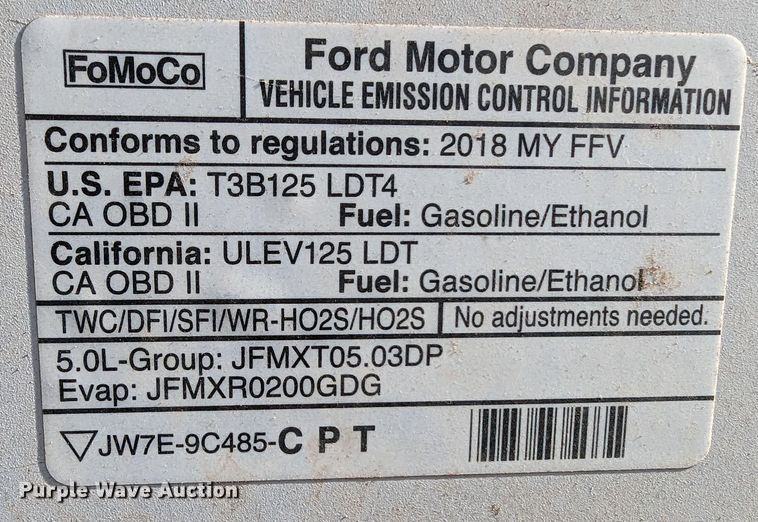 FoMoCo
Ford Motor Company
VEHICLE EMISSION CONTROL INFORMATION
Conforms to regulations: 2018 MY FFV
U.S. EPA: T3B125 LDT4
CA OBD II Fuel: Gasoline/Ethanol
California: ULEV125 LDT
CA OBD II Fuel: Gasoline/Ethanol
TWC/DFI/SFI/WR-HO2S/HO2S No adjustments needed.
5.0L-Group: JFMXT05.03DP
Evap: JFMXR0200GDG
JW7E-9C485-C P T
Purple Wave Auction